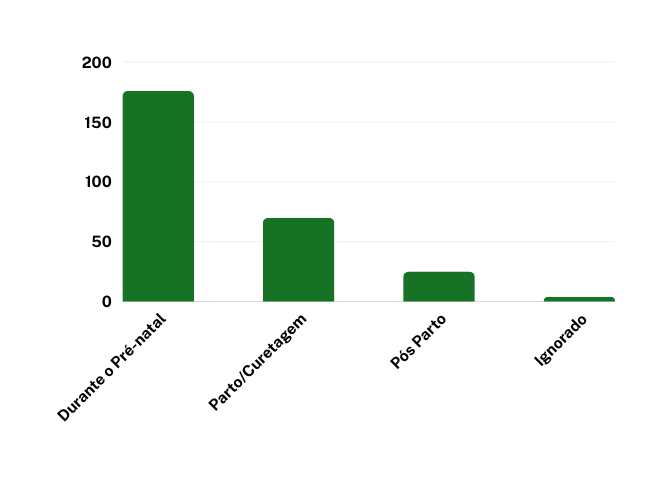 200
150
100
50
0
Durante o Pré-natal
Parto/Curetagem
Pós Parto
Ignorado